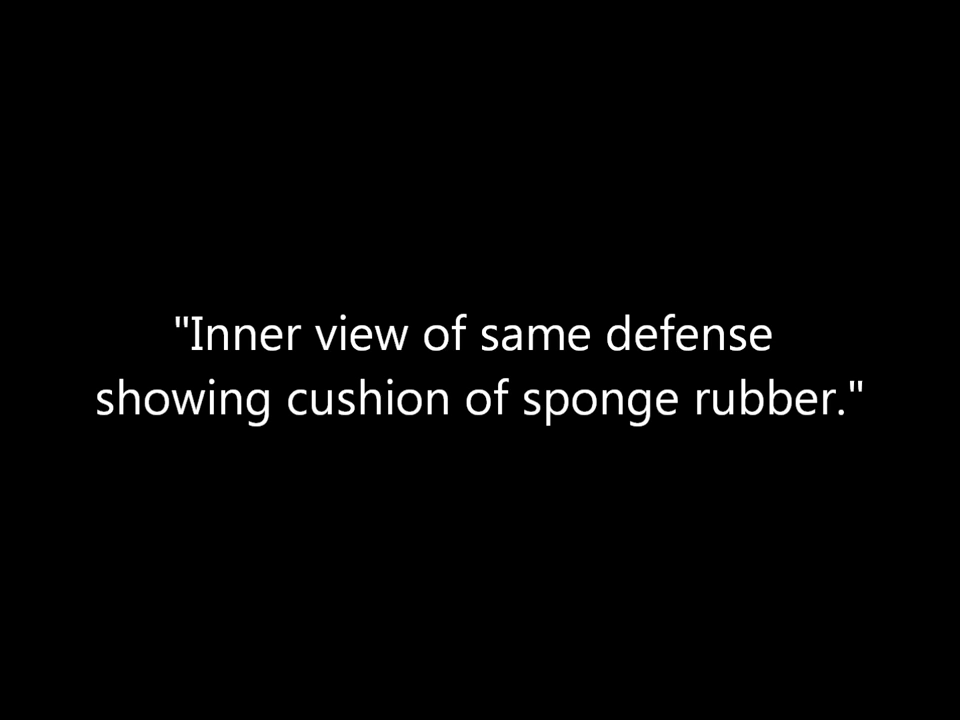 "Inner view of same defense
showing cushion of sponge rubber."